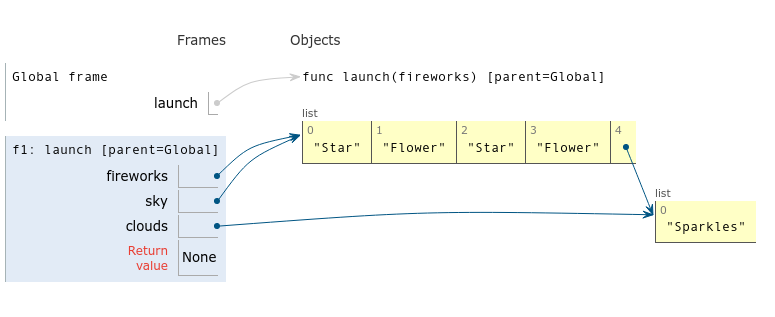 Frames Objects
Global frame
func launch(fireworks) [parent=Global]
launch
list
0 1 2 3 4
"Star" "Flower" "Star" "Flower"
f1: launch [parent=Global]
fireworks
sky
clouds
Return
value
None
list
0
"Sparkles"